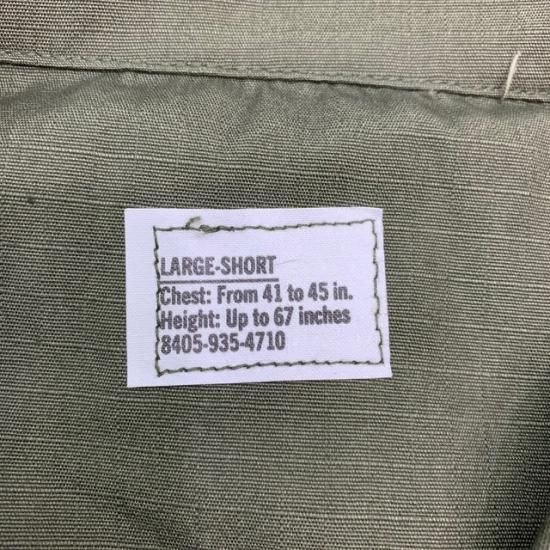 LARGE-SHORT
Chest: From 41 to 45 in.
Height: Up to 67 inches
8405-935-4710